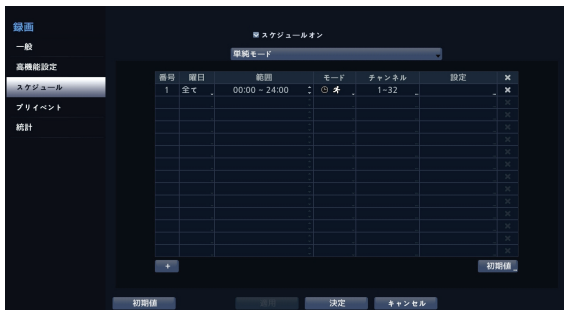 録画
一般
高機能設定
スケジュール
プリイベント
統計
スケジュールオン
単純モード
番号 曜日 範囲 モード チャンネル 設定 ×
1 全て 00:00 ~ 24:00 1~32 ×
+ 初期値
初期値 適用 決定 キャンセル